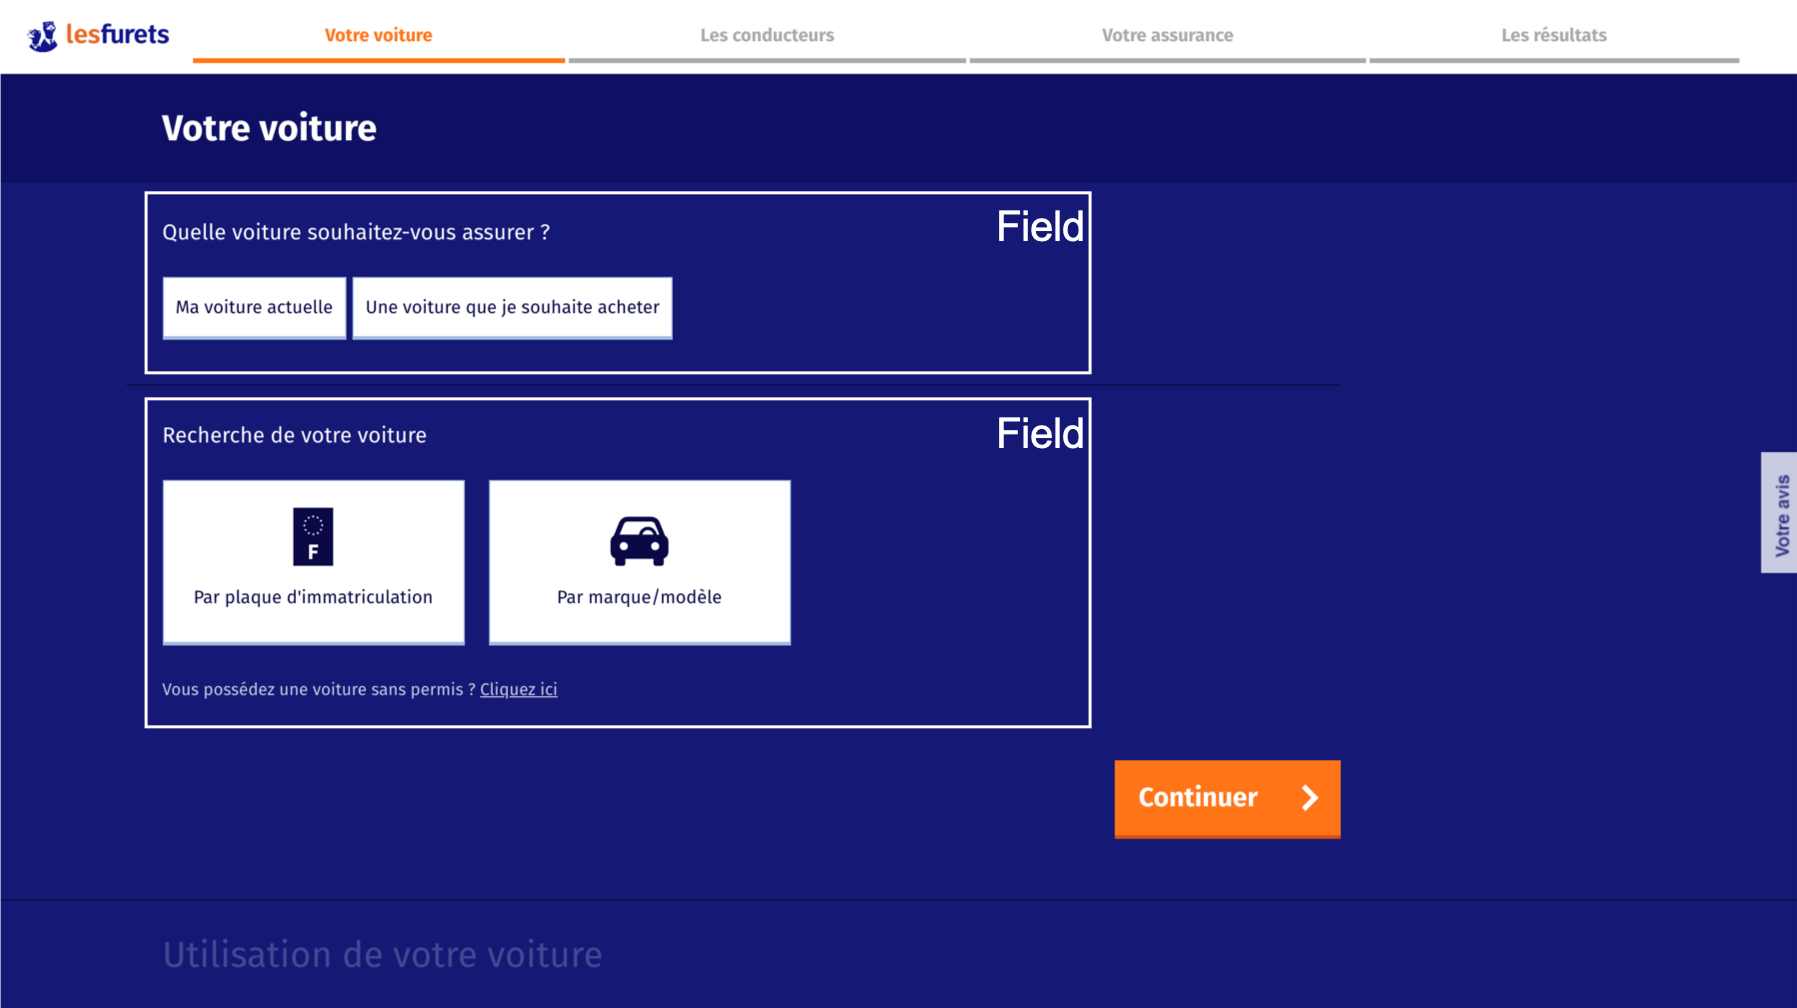 lesfurets
Votre voiture
Les conducteurs
Votre assurance
Les résultats
Votre voiture
Quelle voiture souhaitez-vous assurer ?
Field
Ma voiture actuelle
Une voiture que je souhaite acheter
Recherche de votre voiture
Field
F
Par plaque d'immatriculation
Par marque/modèle
Vous possédez une voiture sans permis ? Cliquez ici
Votre avis
Continuer
Utilisation de votre voiture